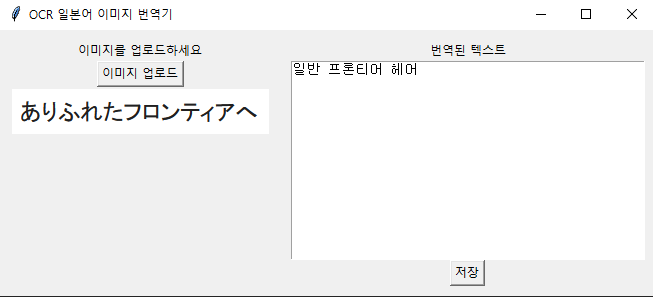 OCR 일본어 이미지 번역기
이미지를 업로드하세요
이미지 업로드
ありふれたフロンティアへ
번역된 텍스트
일반 프론티어 헤어
저장